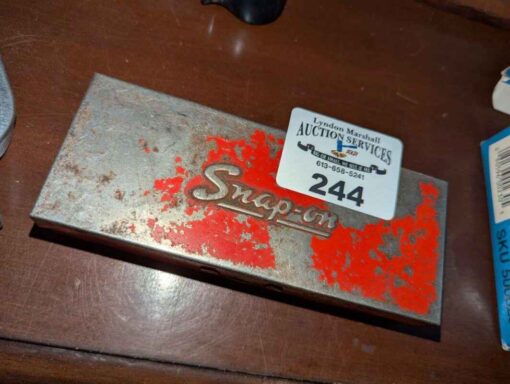 Lyndon Marshall
AUCTION SERVICES
613-658-5241
244
Snap-on
SKU